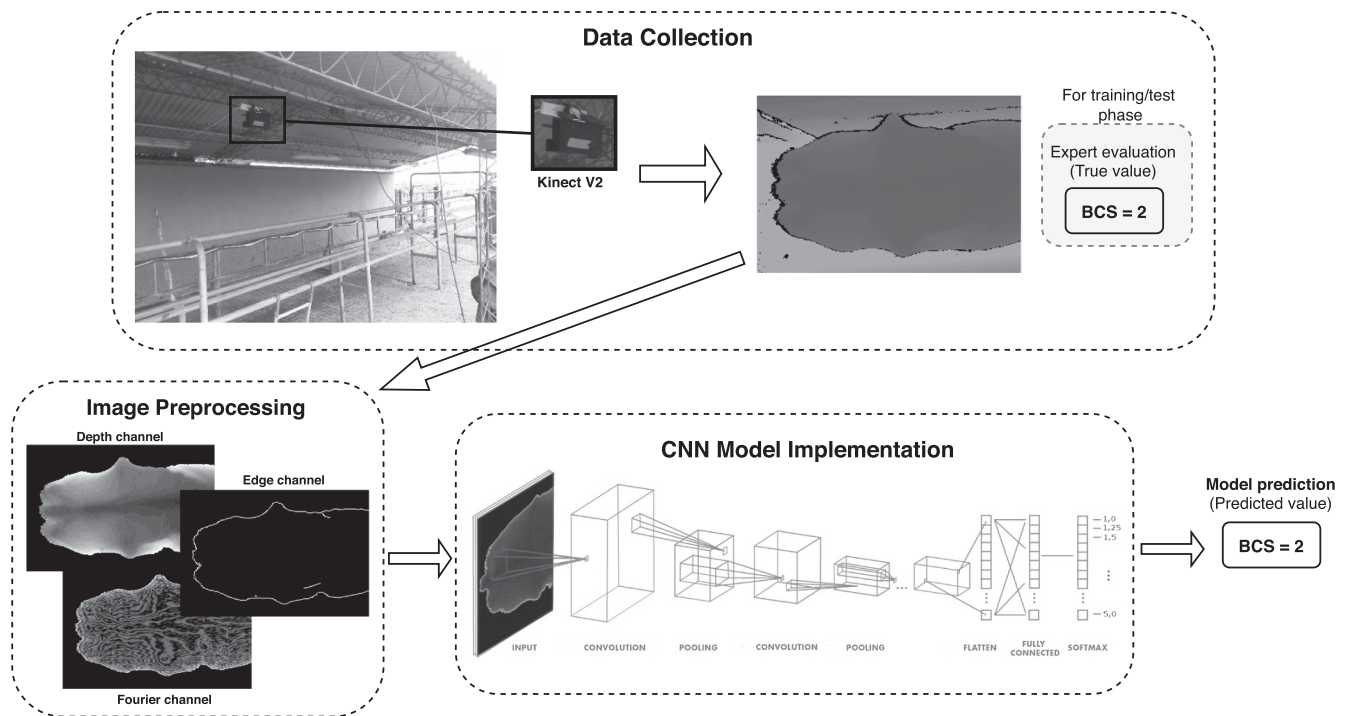 Data Collection
Kinect V2
For training/test
phase
Expert evaluation
(True value)
BCS = 2
Image Preprocessing
Depth channel
Edge channel
Fourier channel
CNN Model Implementation
1,0
1,25
1,5
5,0
INPUT
CONVOLUTION
POOLING
CONVOLUTION
POOLING
...
FLATTEN
FULLY
CONNECTED
SOFTMAX
Model prediction
(Predicted value)
BCS = 2